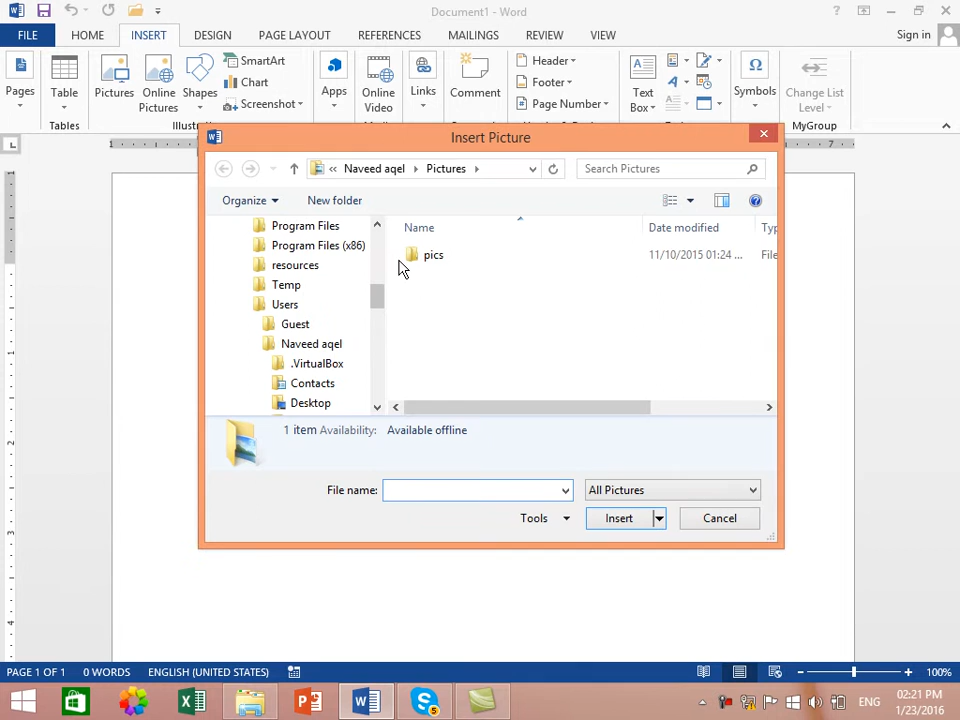 Document1 - Word
FILE HOME INSERT DESIGN PAGE LAYOUT REFERENCES MAILINGS REVIEW VIEW Sign in
Pages
Table
Tables
Pictures
Online Pictures
Shapes
SmartArt
Chart
Screenshot
Apps
Online Video
Links
Comment
Header
Footer
Page Number
Text Box
Symbols
Change List Level
MyGroup
Insert Picture
« Naveed aqel Pictures
Search Pictures
Organize New folder
Program Files
Program Files (x86)
resources
Temp
Users
Guest
Naveed aqel
.VirtualBox
Contacts
Desktop
Name Date modified
pics 11/10/2015 01:24 ...
1 item Availability: Available offline
File name: All Pictures
Tools Insert Cancel
PAGE 1 OF 1 0 WORDS ENGLISH (UNITED STATES) 100%
ENG 02:21 PM
1/23/2016